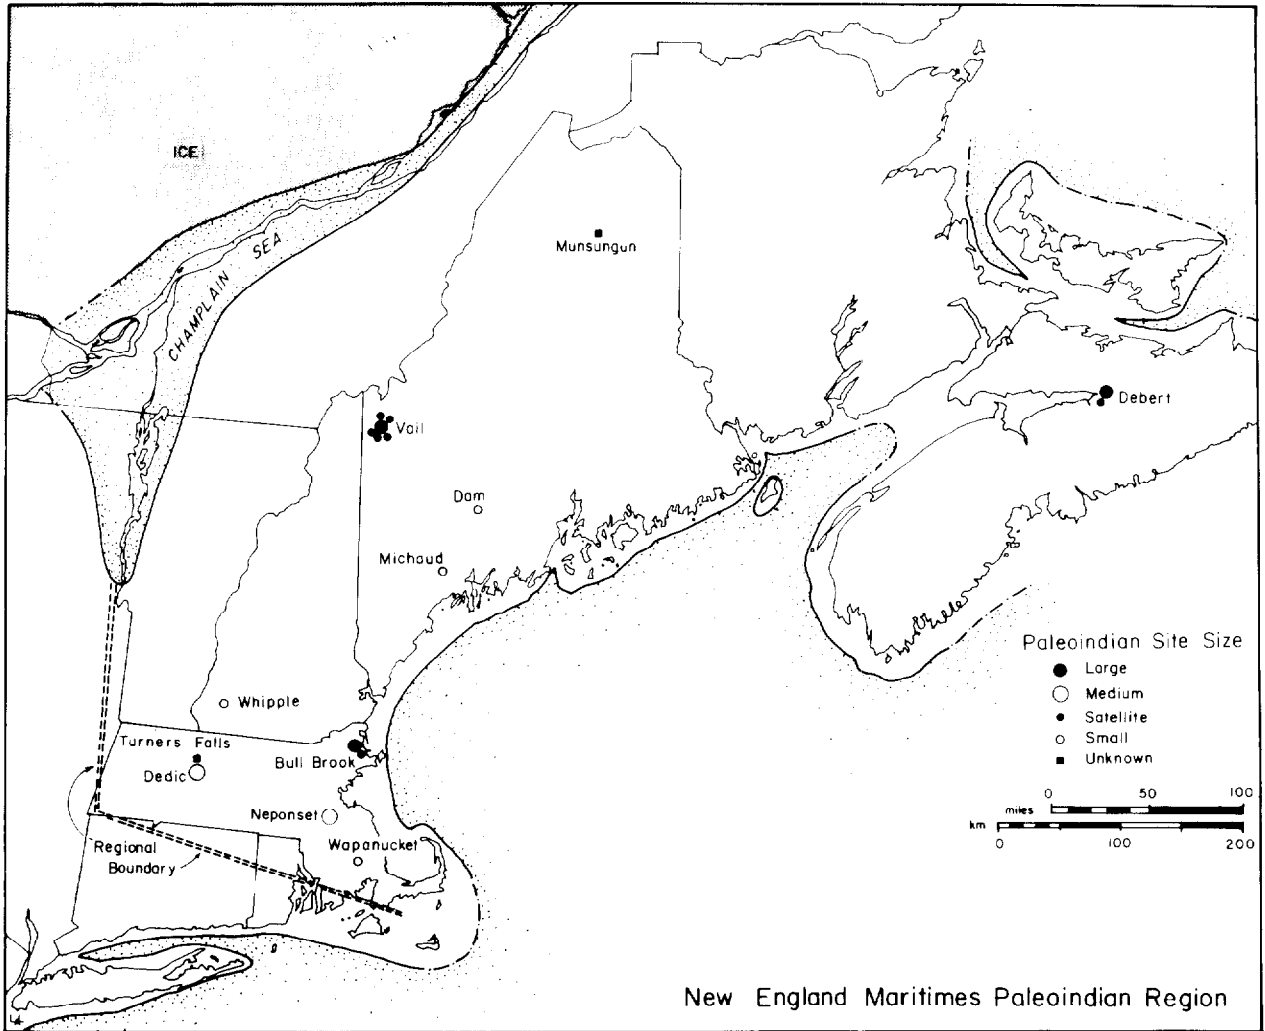 ICE
CHAMPLAIN SEA
Munsungun
Debert
Vail
Dam
Michaud
Whipple
Turners Falls
Dedic
Bull Brook
Neponset
Wapanucket
Regional
Boundary
Paleoindian Site Size
Large
Medium
Satellite
Small
Unknown
0 50 100
miles
km
0 100 200
New England Maritimes Paleoindian Region